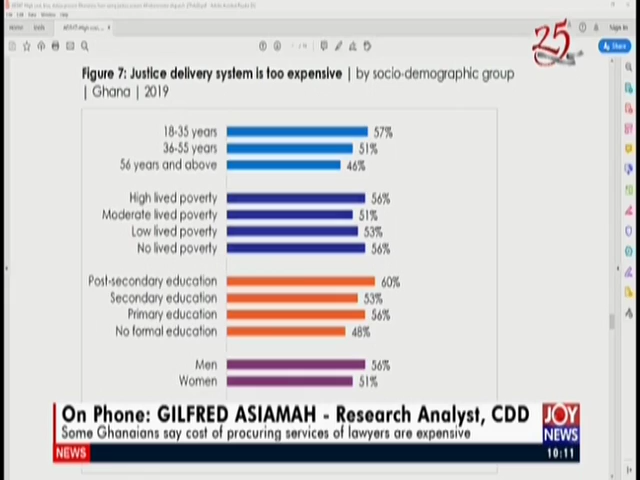 25
Sign In
Share
Figure 7: Justice delivery system is too expensive | by socio-demographic group
| Ghana | 2019
18-35 years 57%
36-55 years 51%
56 years and above 46%
High lived poverty 56%
Moderate lived poverty 51%
Low lived poverty 53%
No lived poverty 56%
Post-secondary education 60%
Secondary education 53%
Primary education 56%
No formal education 48%
Men 56%
Women 51%
On Phone: GILFRED ASIAMAH - Research Analyst, CDD
Some Ghanaians say cost of procuring services of lawyers are expensive
JOY
NEWS
NEWS
10:11